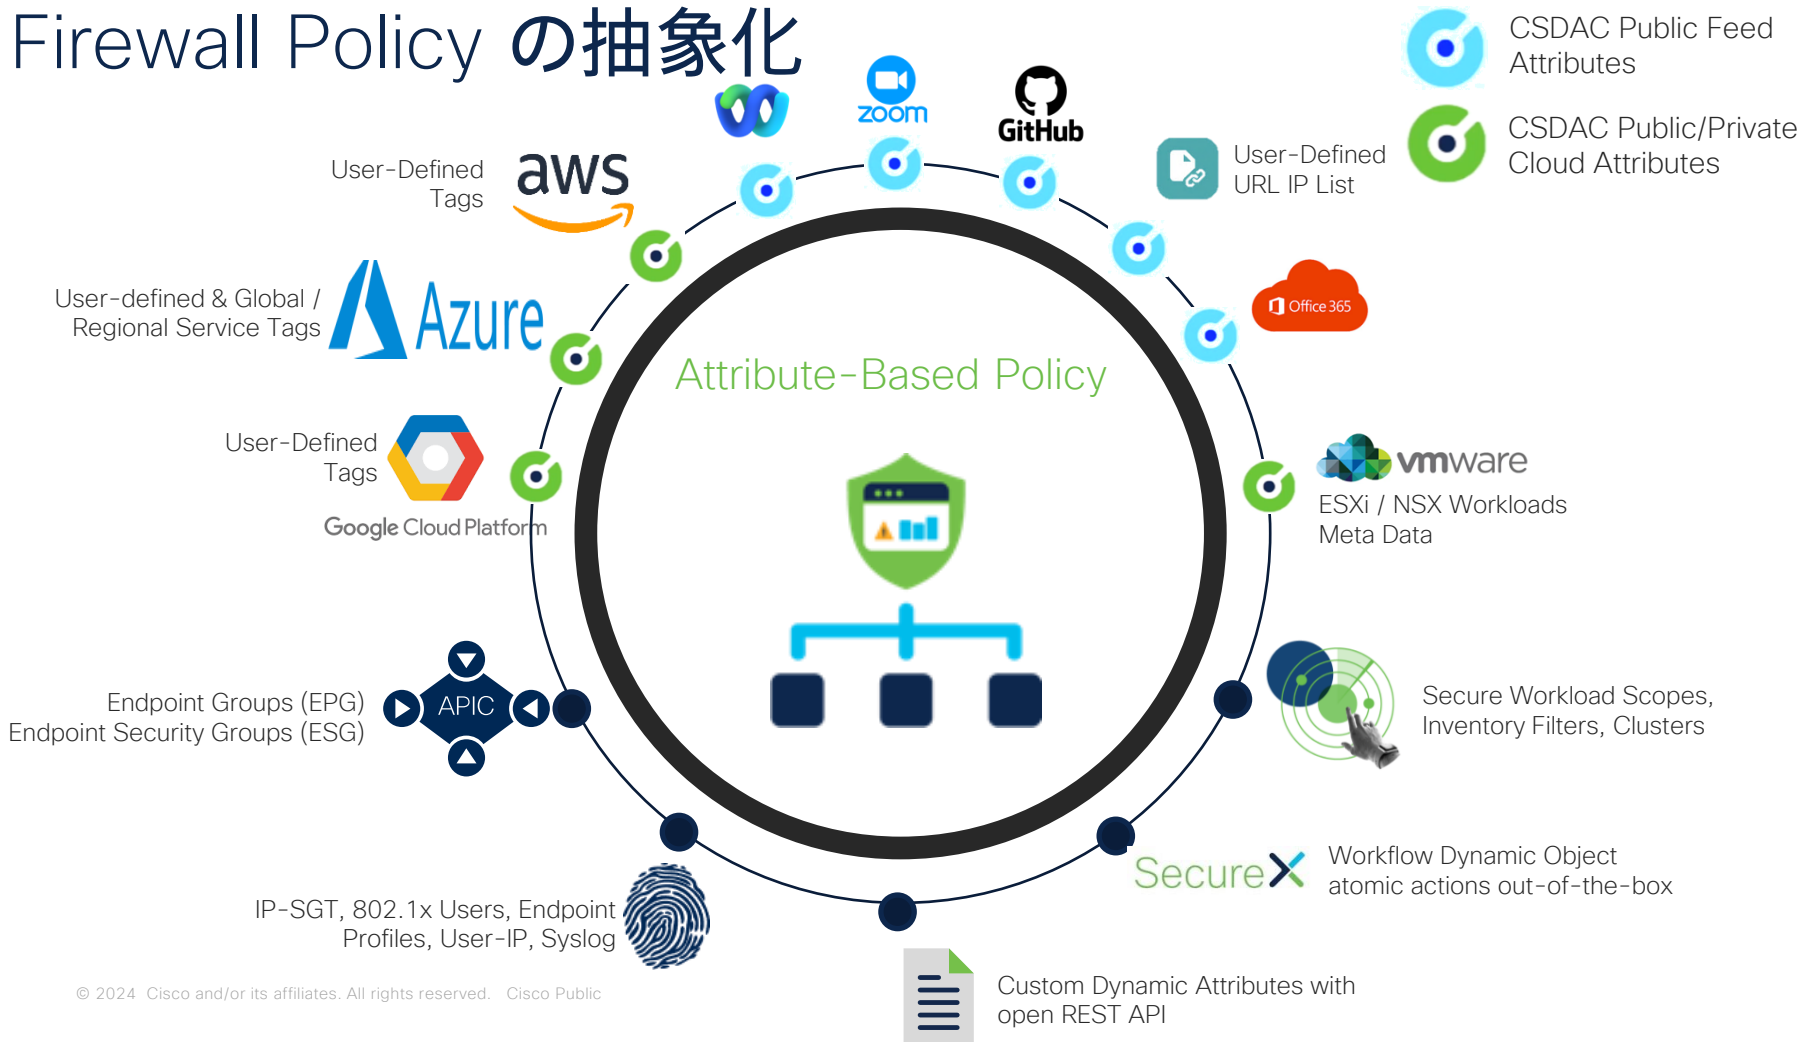 Firewall Policy の抽象化
CSDAC Public Feed
Attributes
CSDAC Public/Private
Cloud Attributes
zoom
GitHub
User-Defined
URL IP List
User-Defined
Tags
aws
Office 365
User-defined & Global /
Regional Service Tags
Azure
Attribute-Based Policy
User-Defined
Tags
Google Cloud Platform
vmware
ESXi / NSX Workloads
Meta Data
Endpoint Groups (EPG)
Endpoint Security Groups (ESG)
APIC
Secure Workload Scopes,
Inventory Filters, Clusters
SecureX
Workflow Dynamic Object
atomic actions out-of-the-box
IP-SGT, 802.1x Users, Endpoint
Profiles, User-IP, Syslog
Custom Dynamic Attributes with
open REST API
© 2024 Cisco and/or its affiliates. All rights reserved. Cisco Public